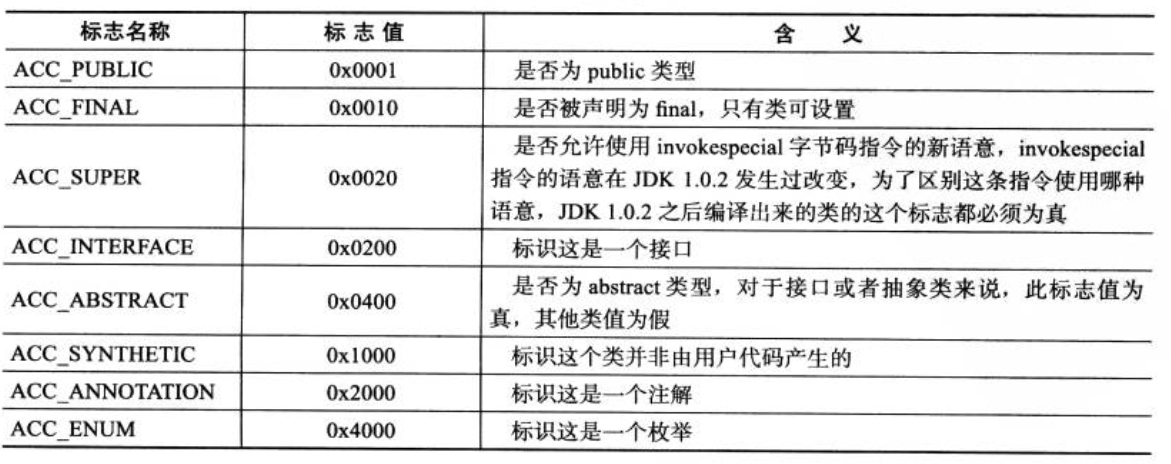 标志名称 标 志 值 含 义
ACC_PUBLIC 0x0001 是否为 public 类型
ACC_FINAL 0x0010 是否被声明为 final，只有类可设置
是否允许使用 invokespecial 字节码指令的新语意，invokespecial
ACC_SUPER 0x0020 指令的语意在 JDK 1.0.2 发生过改变，为了区别这条指令使用哪种
语意，JDK 1.0.2 之后编译出来的类的这个标志都必须为真
ACC_INTERFACE 0x0200 标识这是一个接口
ACC_ABSTRACT 0x0400 是否为 abstract 类型，对于接口或者抽象类来说，此标志值为
真，其他类值为假
ACC_SYNTHETIC 0x1000 标识这个类并非由用户代码产生的
ACC_ANNOTATION 0x2000 标识这是一个注解
ACC_ENUM 0x4000 标识这是一个枚举